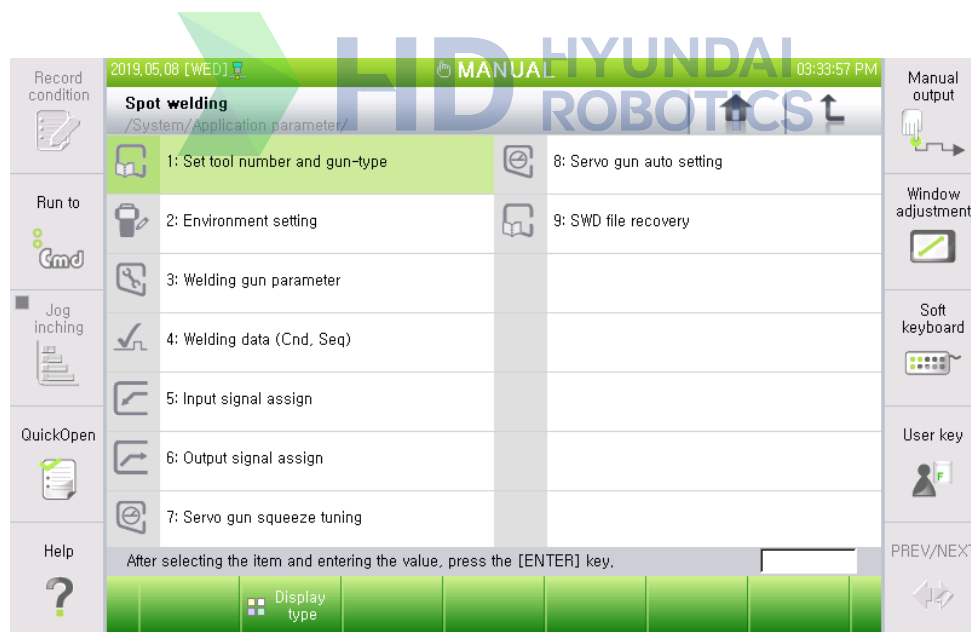 HD HYUNDAI
ROBOTICS
Record
condition
Run to
Cmd
Jog
inching
QuickOpen
Help
2019,05,08 [WED]
MANUAL
03:33:57 PM
Spot welding
/System/Application parameter/
1: Set tool number and gun-type
2: Environment setting
3: Welding gun parameter
4: Welding data (Cnd, Seq)
5: Input signal assign
6: Output signal assign
7: Servo gun squeeze tuning
8: Servo gun auto setting
9: SWD file recovery
After selecting the item and entering the value, press the [ENTER] key,
Display
type
Manual
output
Window
adjustment
Soft
keyboard
User key
F
PREV/NEXT